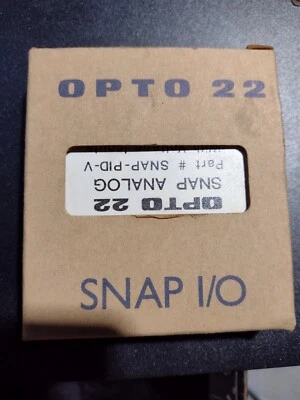 OPTO 22
OPTO 22
SNAP ANALOG
Part # SNAP-PID-V
SNAP I/O